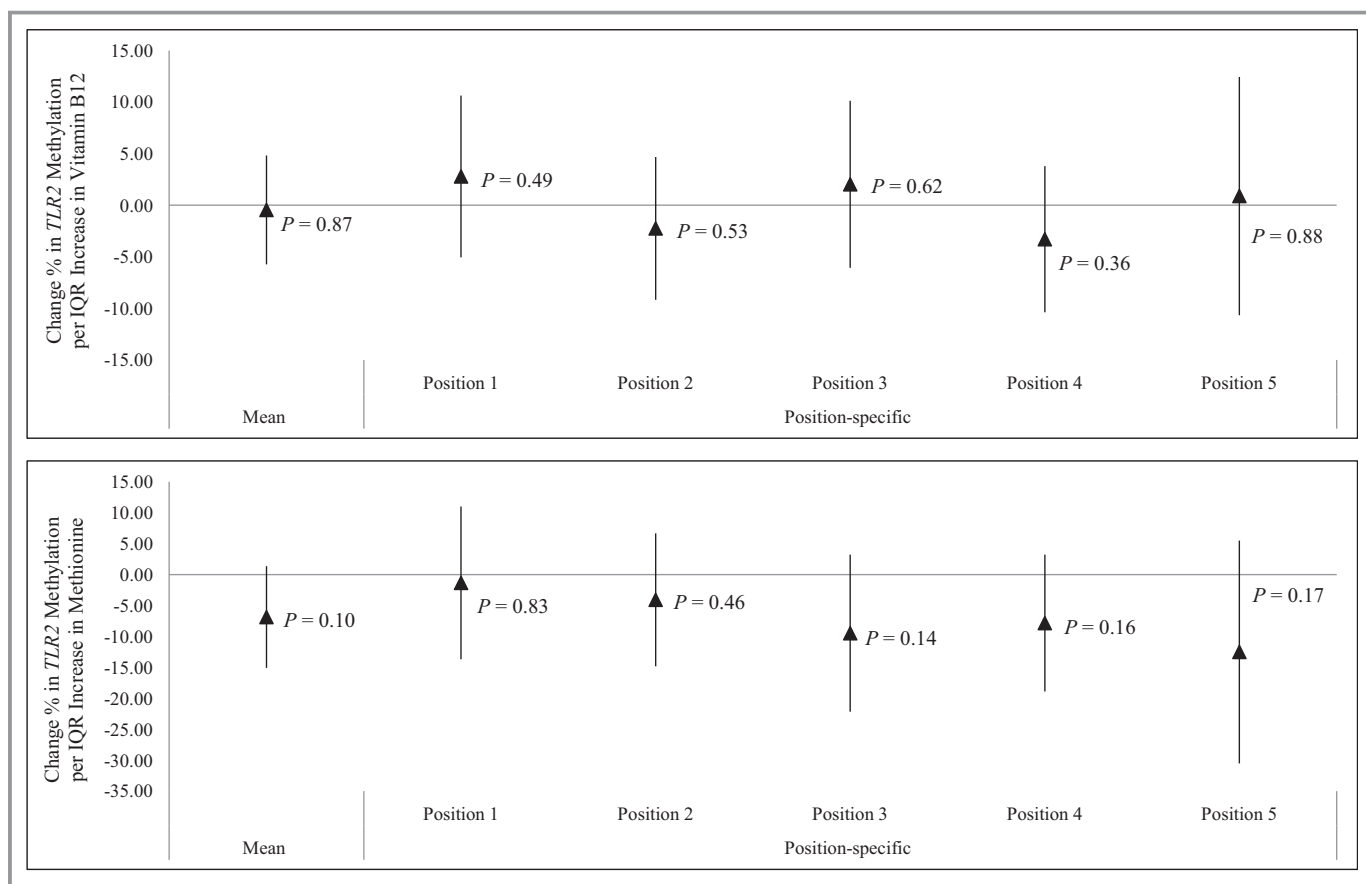 Change % in TLR2 Methylation
per IQR Increase in Vitamin B12
15.00
10.00
5.00
0.00
-5.00
-10.00
-15.00
P = 0.87
P = 0.49
P = 0.53
P = 0.62
P = 0.36
P = 0.88
Position 1
Position 2
Position 3
Position 4
Position 5
Mean
Position-specific
Change % in TLR2 Methylation
per IQR Increase in Methionine
15.00
10.00
5.00
0.00
-5.00
-10.00
-15.00
-20.00
-25.00
-30.00
-35.00
P = 0.10
P = 0.83
P = 0.46
P = 0.14
P = 0.16
P = 0.17
Position 1
Position 2
Position 3
Position 4
Position 5
Mean
Position-specific